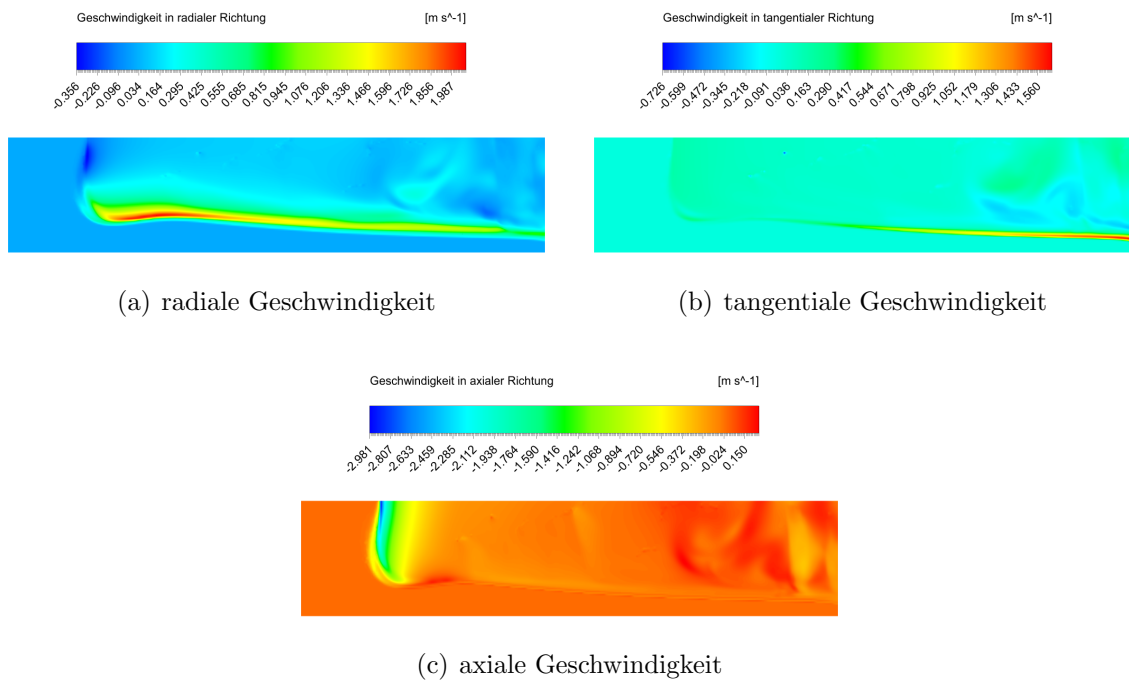 Geschwindigkeit in radialer Richtung [m s^-1]
-0.356 -0.226 -0.096 0.034 0.164 0.295 0.425 0.555 0.685 0.815 0.945 1.076 1.206 1.336 1.466 1.596 1.726 1.856 1.987
(a) radiale Geschwindigkeit
Geschwindigkeit in tangentialer Richtung [m s^-1]
-0.726 -0.599 -0.472 -0.345 -0.218 -0.091 0.036 0.163 0.290 0.417 0.544 0.671 0.798 0.925 1.052 1.179 1.306 1.433 1.560
(b) tangentiale Geschwindigkeit
Geschwindigkeit in axialer Richtung [m s^-1]
-2.981 -2.807 -2.633 -2.459 -2.285 -2.112 -1.938 -1.764 -1.590 -1.416 -1.242 -1.068 -0.894 -0.720 -0.546 -0.372 -0.198 -0.024 0.150
(c) axiale Geschwindigkeit